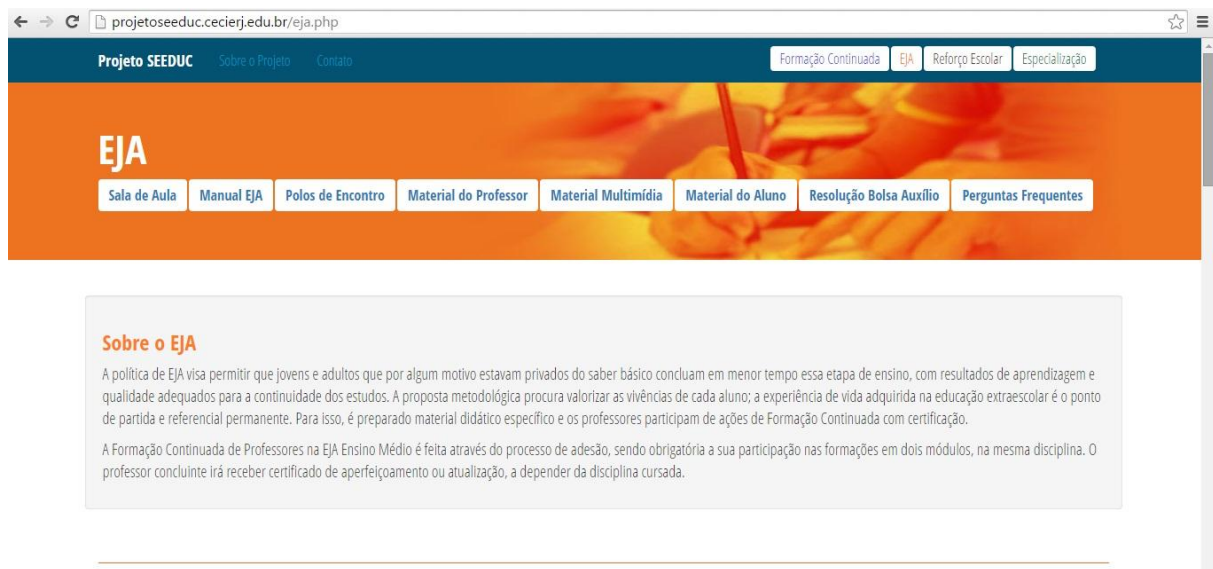 projetoseeduc.cecierj.edu.br/eja.php
Projeto SEEDUC Sobre o Projeto Contato Formação Continuada EJA Reforço Escolar Especialização
EJA
Sala de Aula Manual EJA Polos de Encontro Material do Professor Material Multimídia Material do Aluno Resolução Bolsa Auxílio Perguntas Frequentes
Sobre o EJA
A política de EJA visa permitir que jovens e adultos que por algum motivo estavam privados do saber básico concluam em menor tempo essa etapa de ensino, com resultados de aprendizagem e
qualidade adequados para a continuidade dos estudos. A proposta metodológica procura valorizar as vivências de cada aluno; a experiência de vida adquirida na educação extraescolar é o ponto
de partida e referencial permanente. Para isso, é preparado material didático específico e os professores participam de ações de Formação Continuada com certificação.
A Formação Continuada de Professores na EJA Ensino Médio é feita através do processo de adesão, sendo obrigatória a sua participação nas formações em dois módulos, na mesma disciplina. O
professor concluinte irá receber certificado de aperfeiçoamento ou atualização, a depender da disciplina cursada.